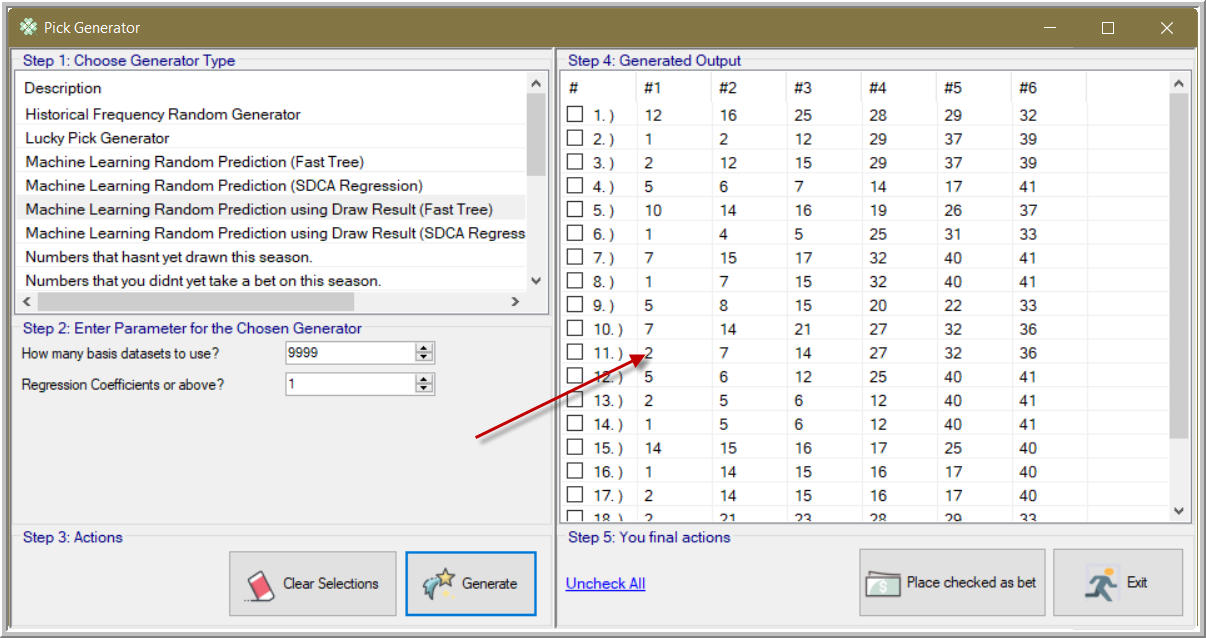 Pick Generator
Step 1: Choose Generator Type
Description
Historical Frequency Random Generator
Lucky Pick Generator
Machine Learning Random Prediction (Fast Tree)
Machine Learning Random Prediction (SDCA Regression)
Machine Learning Random Prediction using Draw Result (Fast Tree)
Machine Learning Random Prediction using Draw Result (SDCA Regress
Numbers that hasnt yet drawn this season.
Numbers that you didnt yet take a bet on this season.
Step 2: Enter Parameter for the Chosen Generator
How many basis datasets to use? 9999
Regression Coefficients or above? 1
Step 3: Actions
Clear Selections
Generate
Step 4: Generated Output
# #1 #2 #3 #4 #5 #6
1. ) 12 16 25 28 29 32
2. ) 1 2 12 29 37 39
3. ) 2 12 15 29 37 39
4. ) 5 6 7 14 17 41
5. ) 10 14 16 19 26 37
6. ) 1 4 5 25 31 33
7. ) 7 15 17 32 40 41
8. ) 1 7 15 32 40 41
9. ) 5 8 15 20 22 33
10. ) 7 14 21 27 32 36
11. ) 2 7 14 27 32 36
12. ) 5 6 12 25 40 41
13. ) 2 5 6 12 40 41
14. ) 1 5 6 12 40 41
15. ) 14 15 16 17 25 40
16. ) 1 14 15 16 17 40
17. ) 2 14 15 16 17 40
18. ) 2 21 23 28 29 33
Step 5: You final actions
Uncheck All
Place checked as bet
Exit